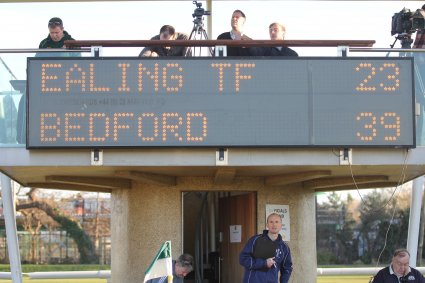 EALING TF 23
BEDFORD 39